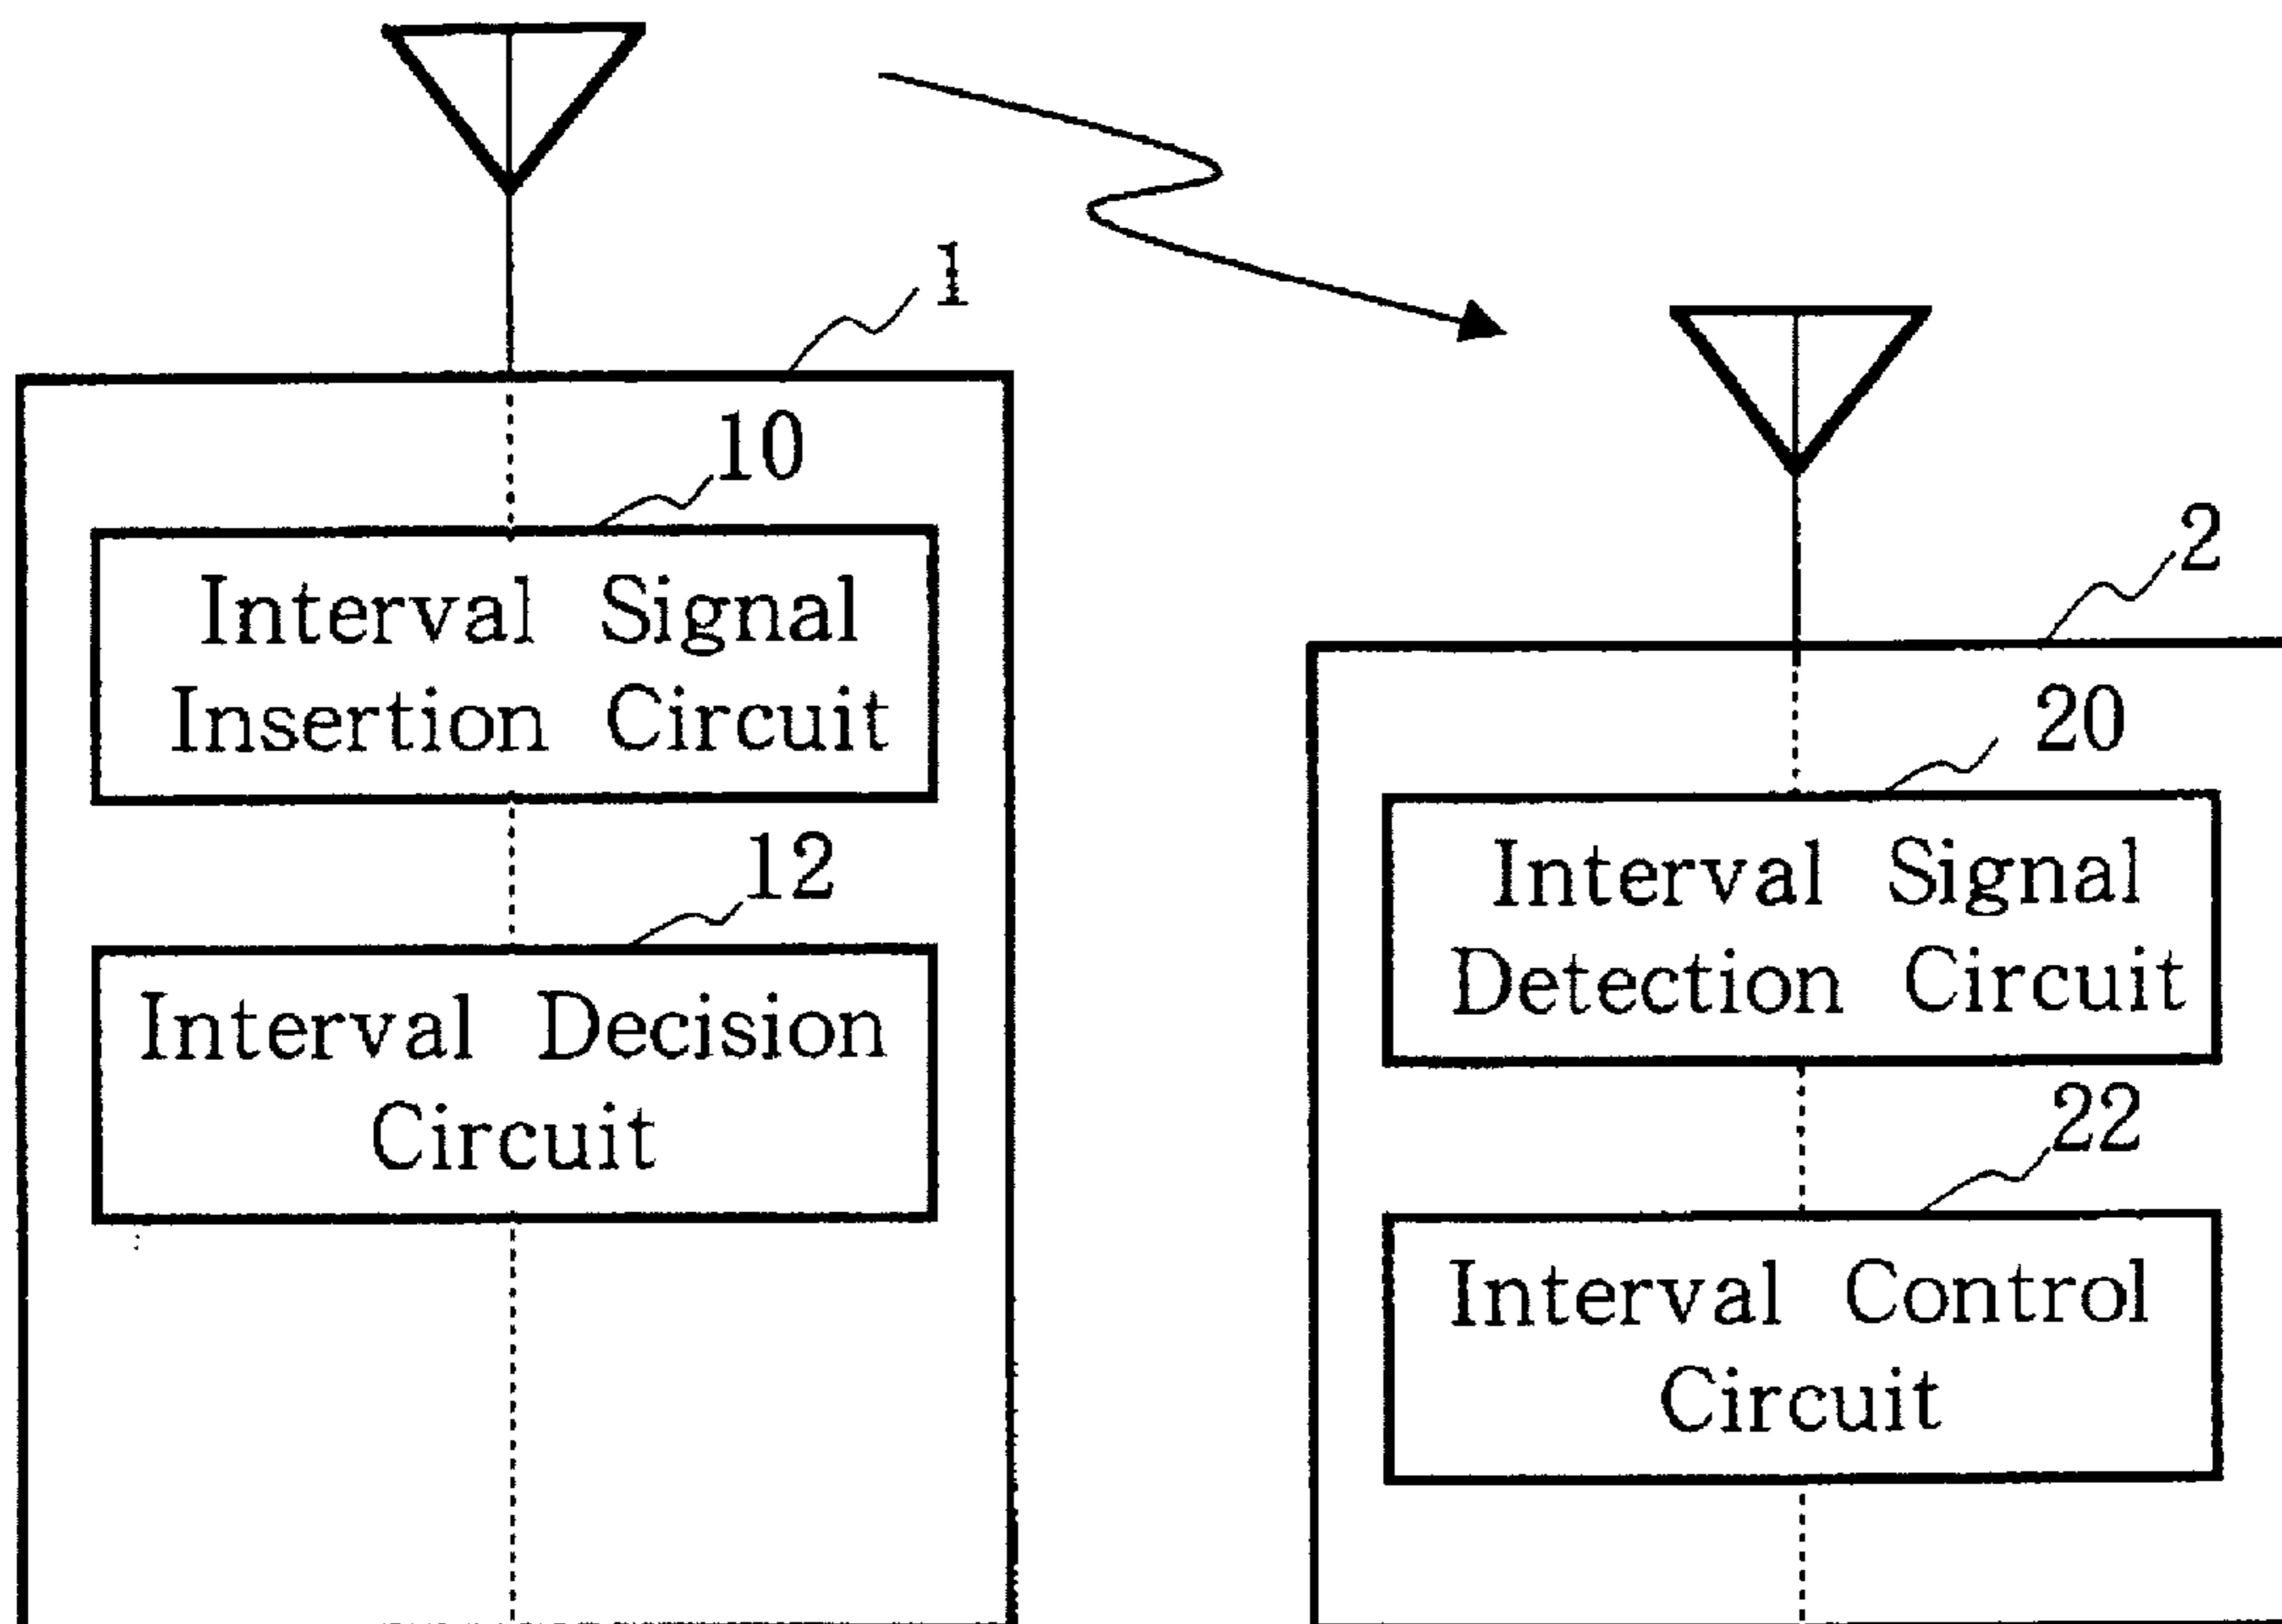 1
10
Interval Signal
Insertion Circuit
12
Interval Decision
Circuit
2
20
Interval Signal
Detection Circuit
22
Interval Control
Circuit